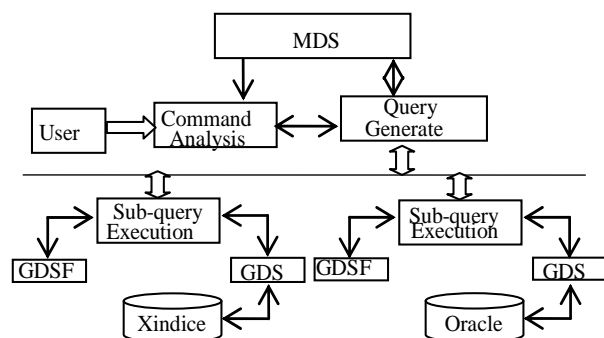 MDS
User
Command
Analysis
Query
Generate
Sub-query
Execution
Sub-query
Execution
GDSF
GDS
GDSF
GDS
Xindice
Oracle